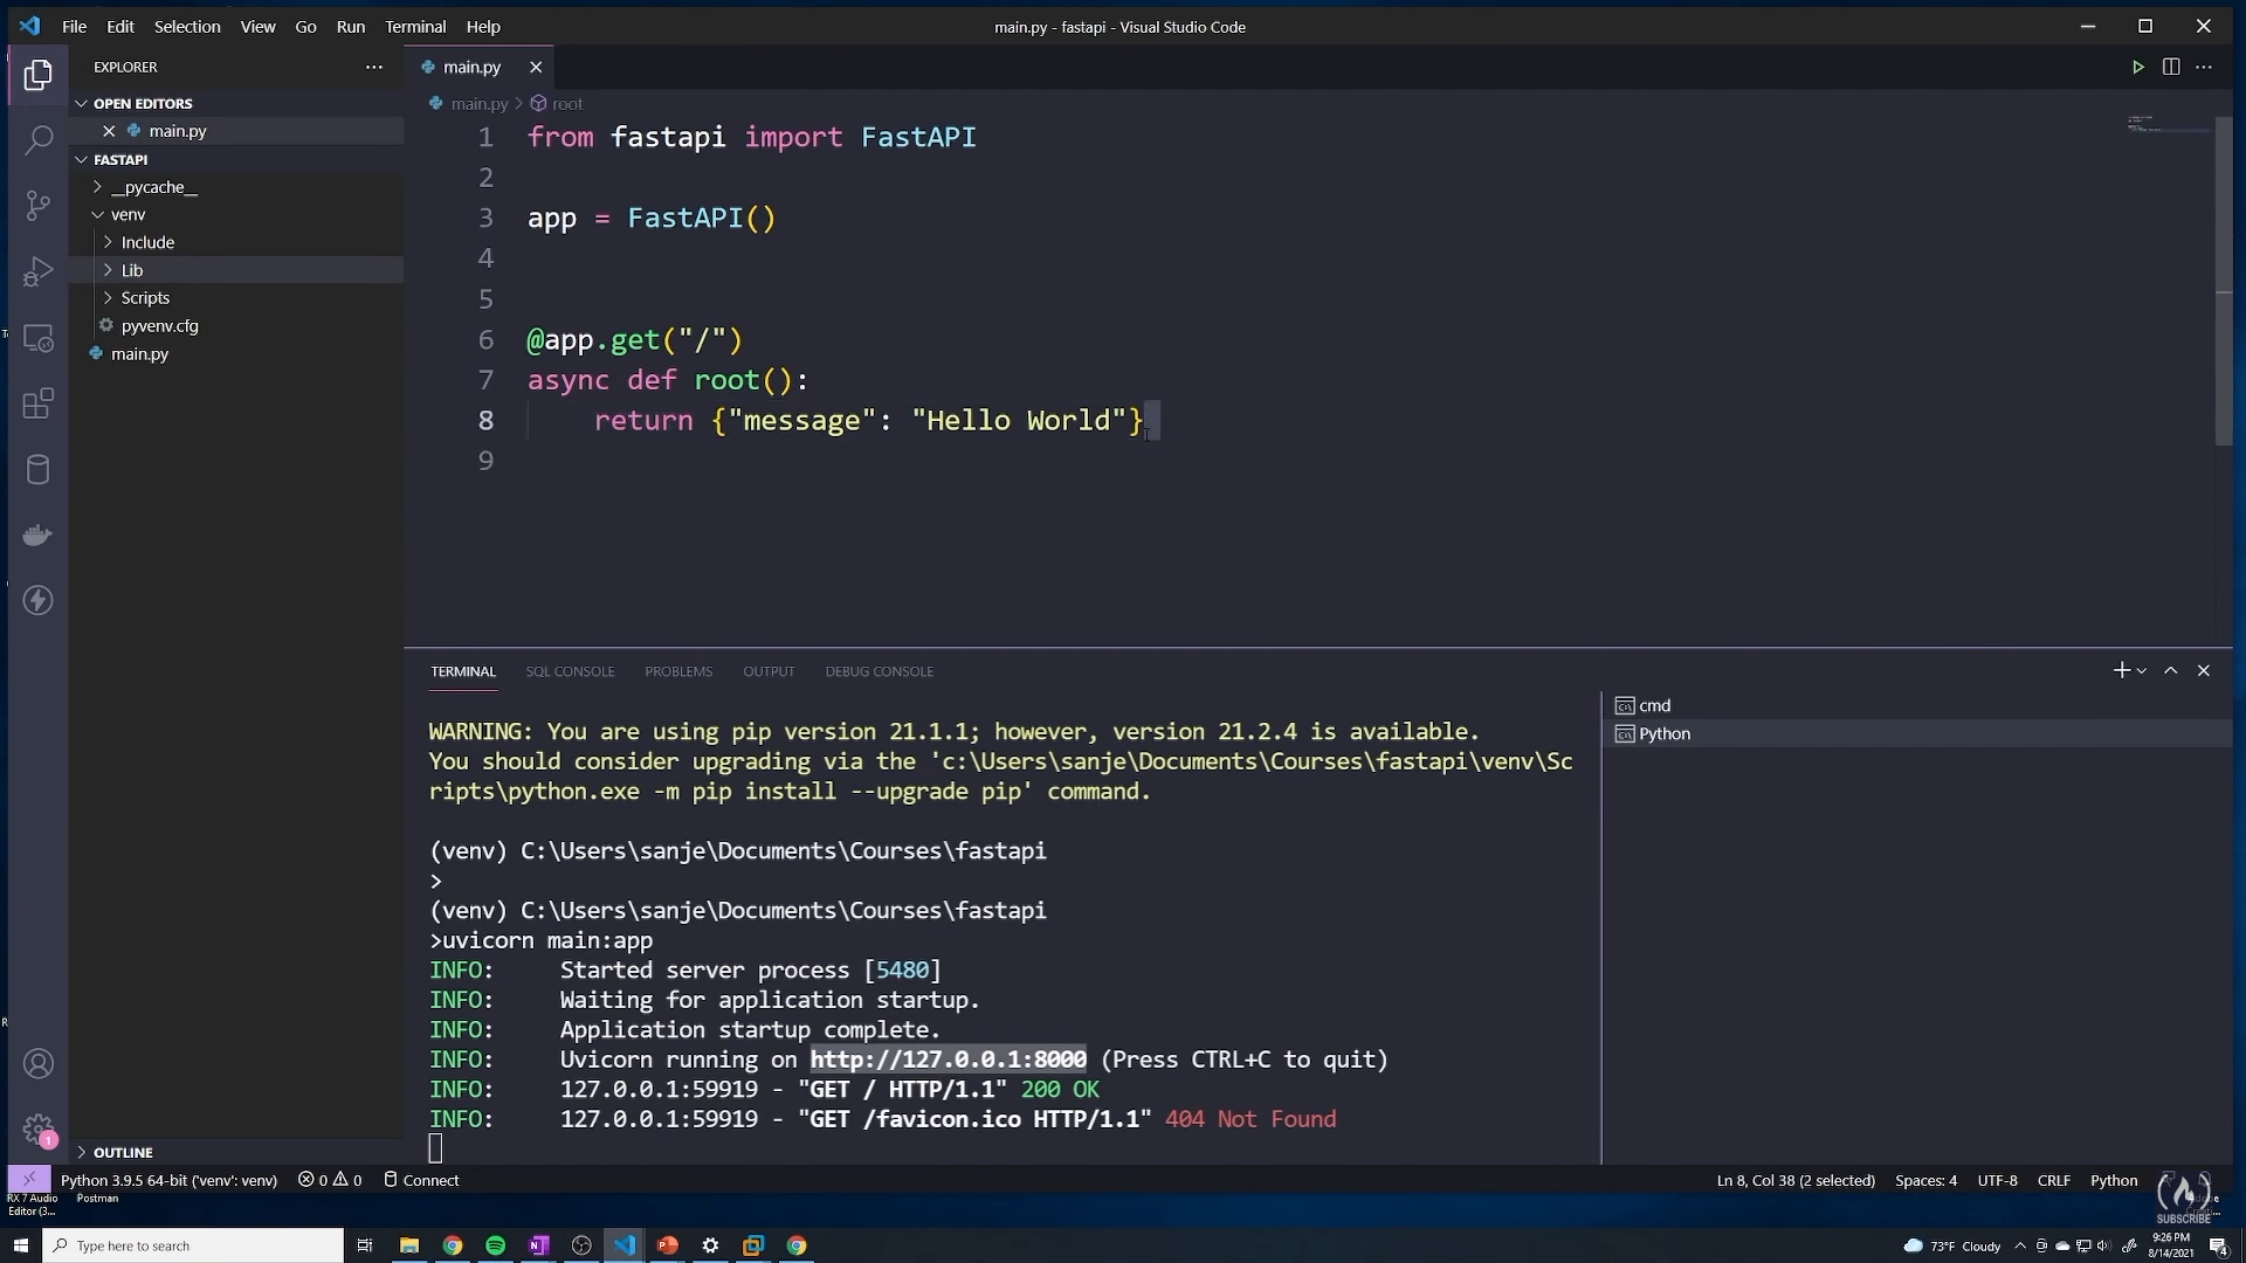 File Edit Selection View Go Run Terminal Help
main.py - fastapi - Visual Studio Code
EXPLORER
OPEN EDITORS
main.py
FASTAPI
__pycache__
venv
Include
Lib
Scripts
pyvenv.cfg
main.py
OUTLINE
main.py
main.py > root
1 from fastapi import FastAPI
2
3 app = FastAPI()
4
5
6 @app.get("/")
7 async def root():
8 return {"message": "Hello World"}
9
TERMINAL SQL CONSOLE PROBLEMS OUTPUT DEBUG CONSOLE
WARNING: You are using pip version 21.1.1; however, version 21.2.4 is available.
You should consider upgrading via the 'c:\Users\sanje\Documents\Courses\fastapi\venv\Sc
ripts\python.exe -m pip install --upgrade pip' command.
(venv) C:\Users\sanje\Documents\Courses\fastapi
>
(venv) C:\Users\sanje\Documents\Courses\fastapi
>uvicorn main:app
INFO: Started server process [5480]
INFO: Waiting for application startup.
INFO: Application startup complete.
INFO: Uvicorn running on http://127.0.0.1:8000 (Press CTRL+C to quit)
INFO: 127.0.0.1:59919 - "GET / HTTP/1.1" 200 OK
INFO: 127.0.0.1:59919 - "GET /favicon.ico HTTP/1.1" 404 Not Found
cmd
Python
1
Python 3.9.5 64-bit ('venv': venv) 0 0 Connect
Ln 8, Col 38 (2 selected) Spaces: 4 UTF-8 CRLF Python
RX 7 Audio
Editor (3...
Postman
SUBSCRIBE
Type here to search
73°F Cloudy
9:26 PM
8/14/2021
4